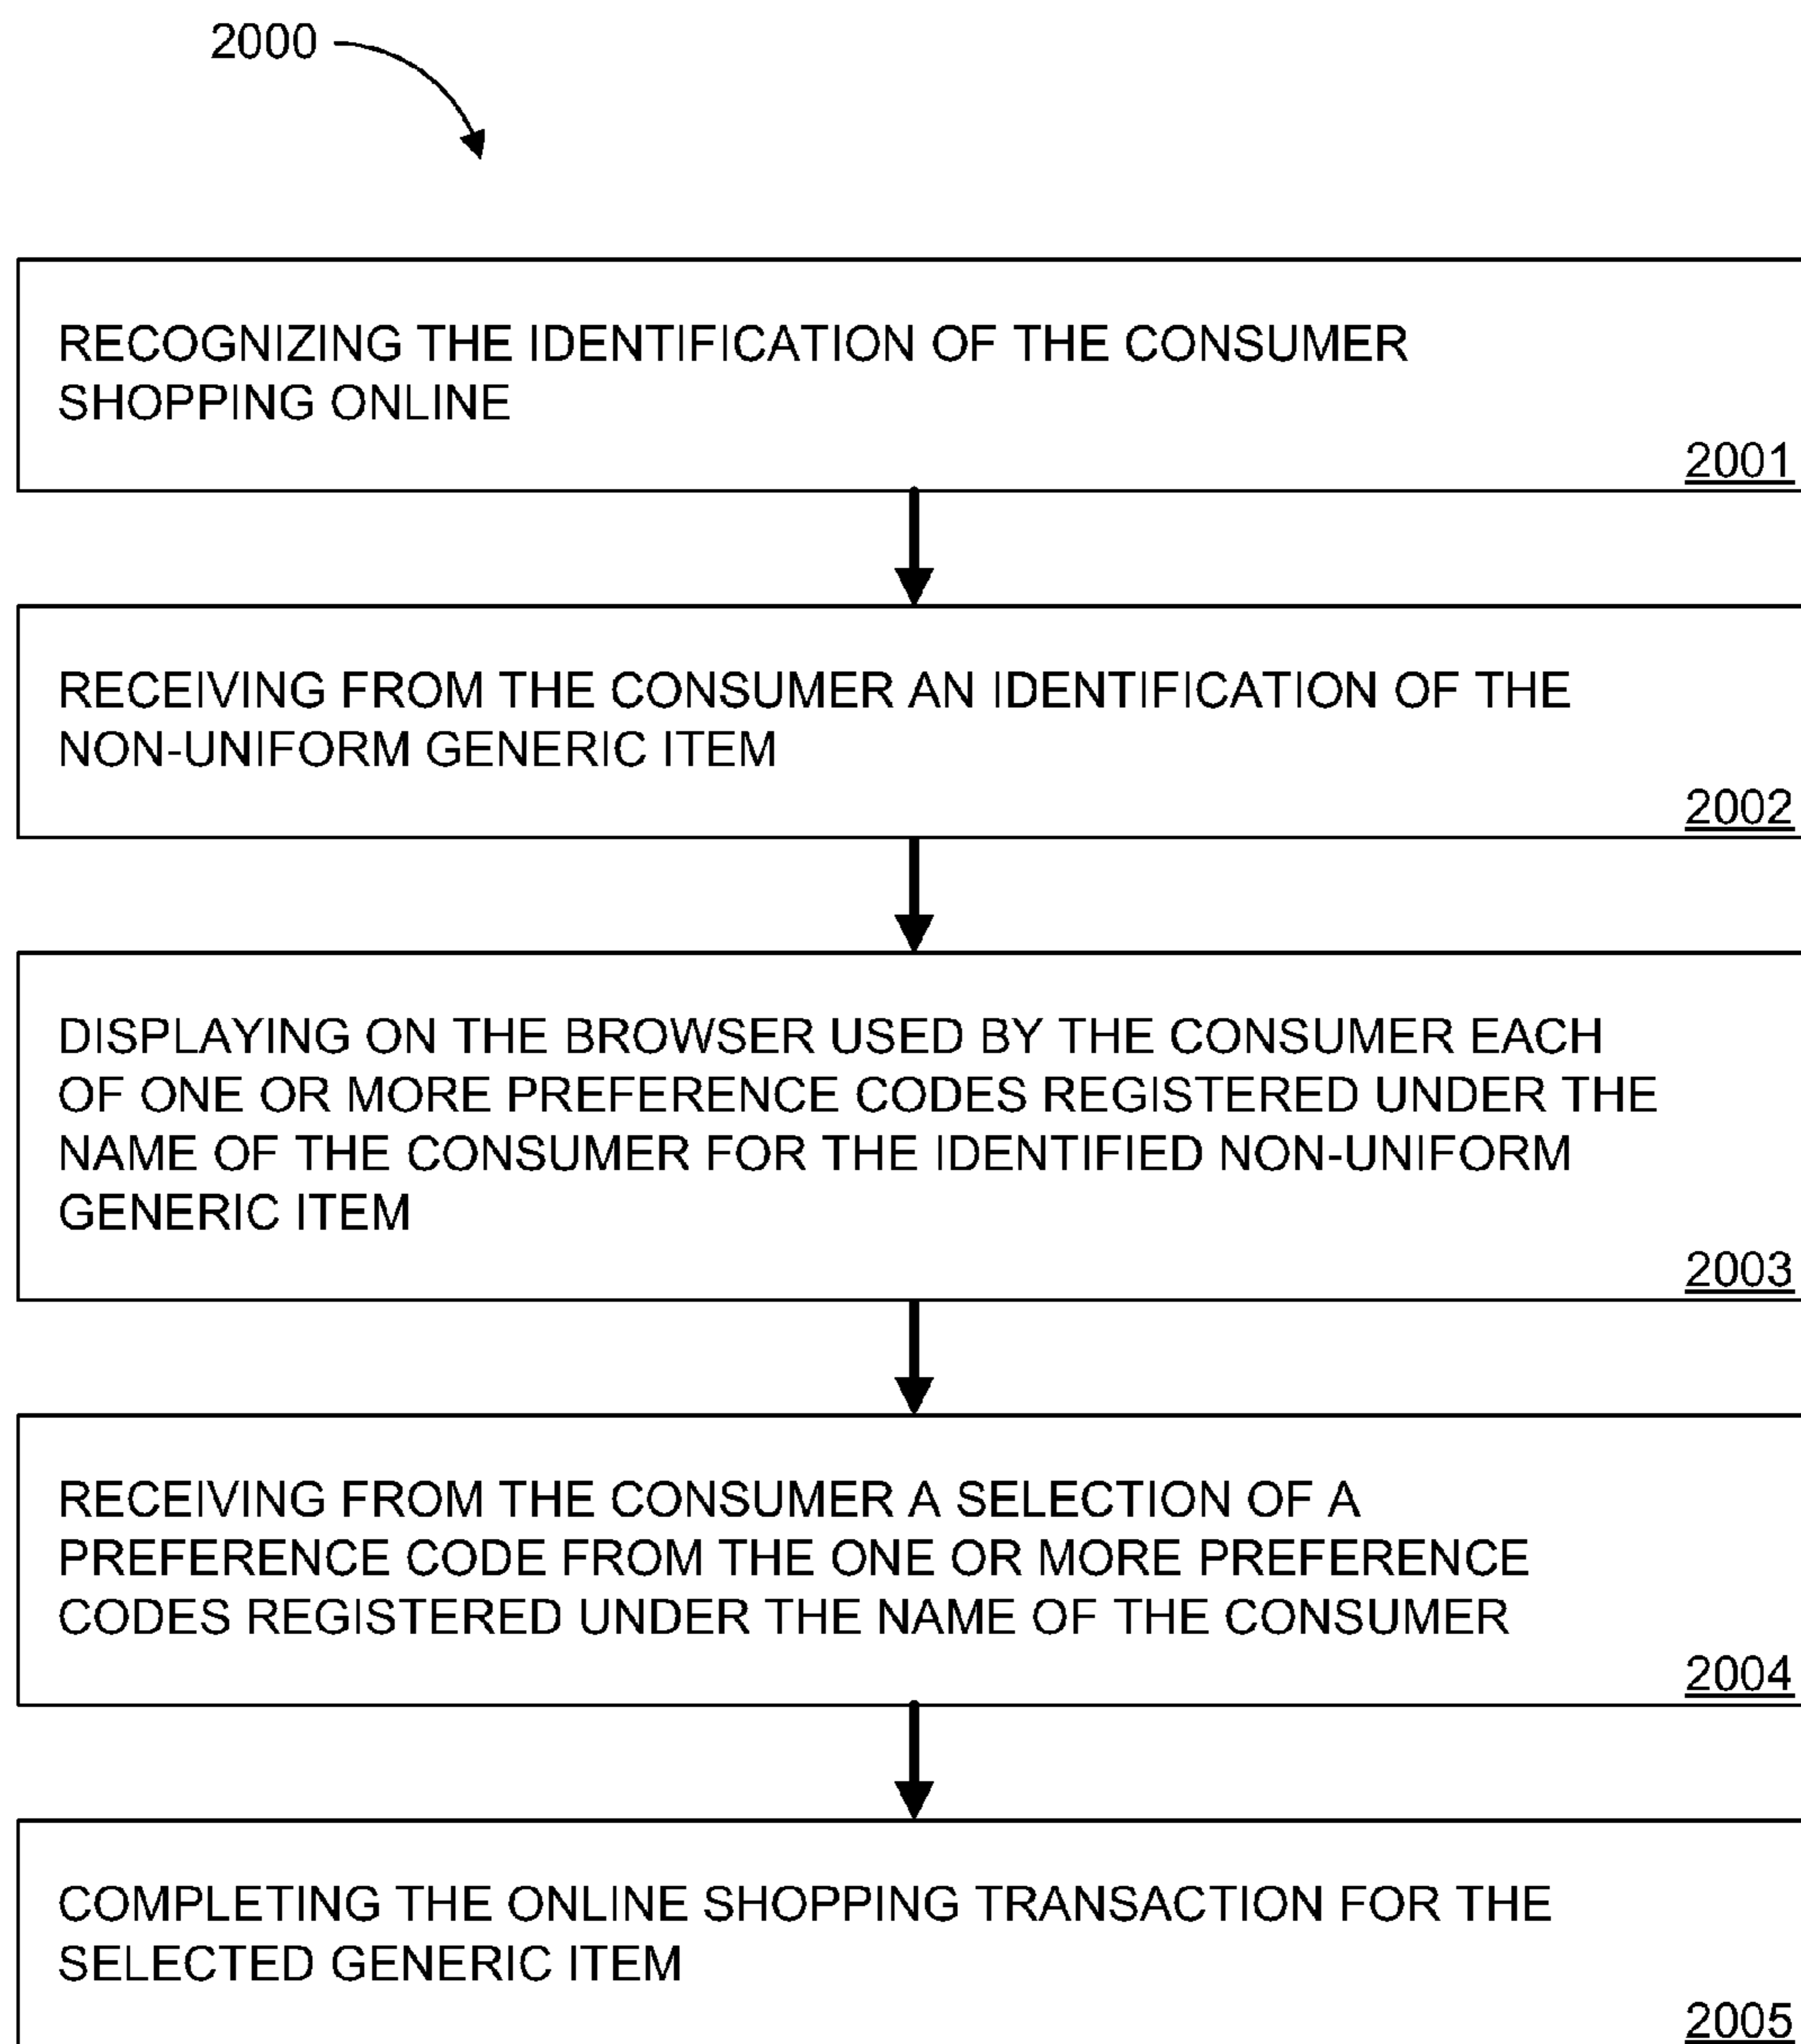 2000
RECOGNIZING THE IDENTIFICATION OF THE CONSUMER
SHOPPING ONLINE
2001
RECEIVING FROM THE CONSUMER AN IDENTIFICATION OF THE
NON-UNIFORM GENERIC ITEM
2002
DISPLAYING ON THE BROWSER USED BY THE CONSUMER EACH
OF ONE OR MORE PREFERENCE CODES REGISTERED UNDER THE
NAME OF THE CONSUMER FOR THE IDENTIFIED NON-UNIFORM
GENERIC ITEM
2003
RECEIVING FROM THE CONSUMER A SELECTION OF A
PREFERENCE CODE FROM THE ONE OR MORE PREFERENCE
CODES REGISTERED UNDER THE NAME OF THE CONSUMER
2004
COMPLETING THE ONLINE SHOPPING TRANSACTION FOR THE
SELECTED GENERIC ITEM
2005